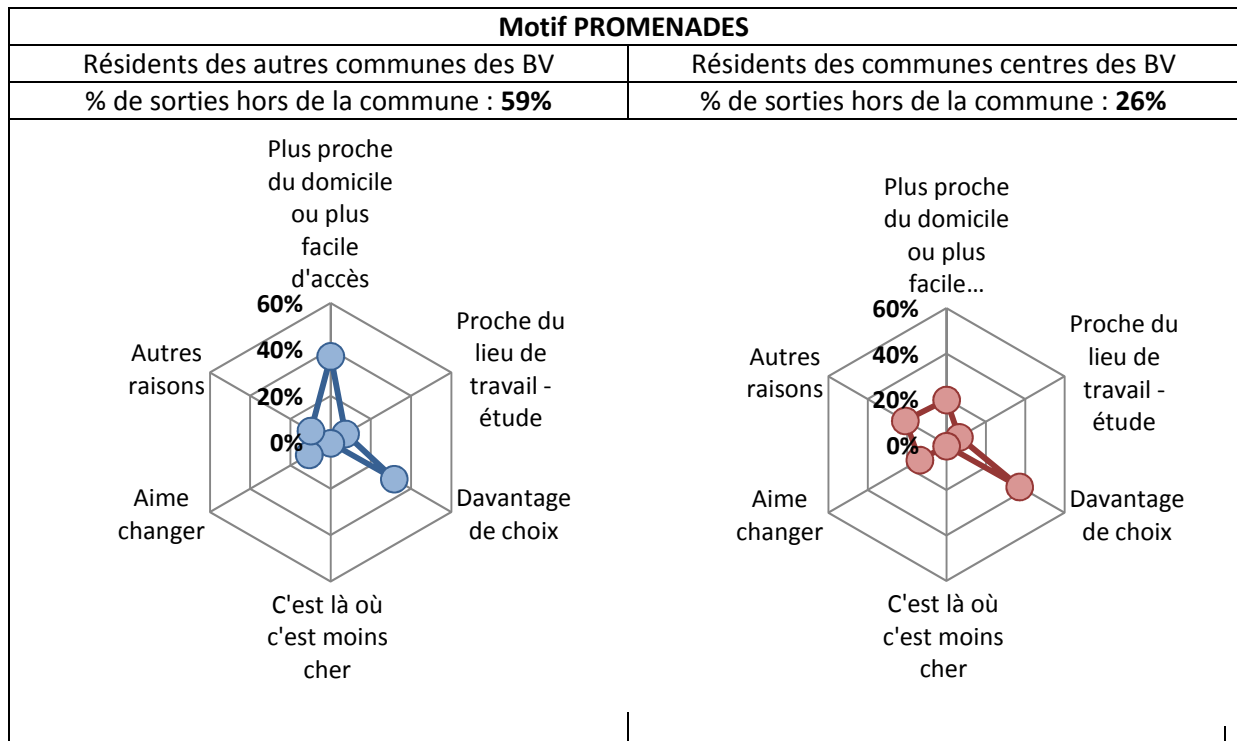 Motif PROMENADES
Résidents des autres communes des BV
Résidents des communes centres des BV
% de sorties hors de la commune : 59%
% de sorties hors de la commune : 26%
Plus proche
du domicile
ou plus
facile
d'accès
60%
40%
20%
0%
Proche du
lieu de
travail -
étude
Davantage
de choix
C'est là où
c'est moins
cher
Aime
changer
Autres
raisons
Plus proche
du domicile
ou plus
facile...
60%
40%
20%
0%
Proche du
lieu de
travail -
étude
Davantage
de choix
C'est là où
c'est moins
cher
Aime
changer
Autres
raisons